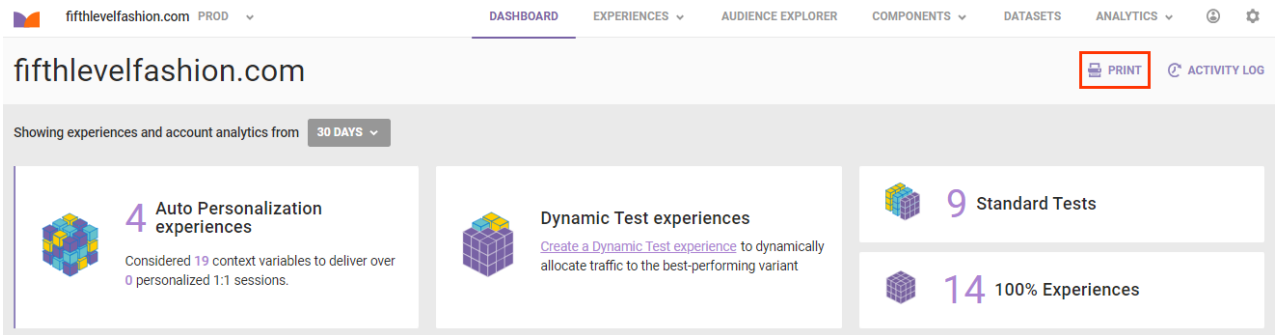 fifthlevelfashion.com PROD
DASHBOARD
EXPERIENCES
AUDIENCE EXPLORER
COMPONENTS
DATASETS
ANALYTICS
fifthlevelfashion.com
PRINT
ACTIVITY LOG
Showing experiences and account analytics from 30 DAYS
4 Auto Personalization
experiences
Considered 19 context variables to deliver over
0 personalized 1:1 sessions.
Dynamic Test experiences
Create a Dynamic Test experience to dynamically
allocate traffic to the best-performing variant
9 Standard Tests
14 100% Experiences